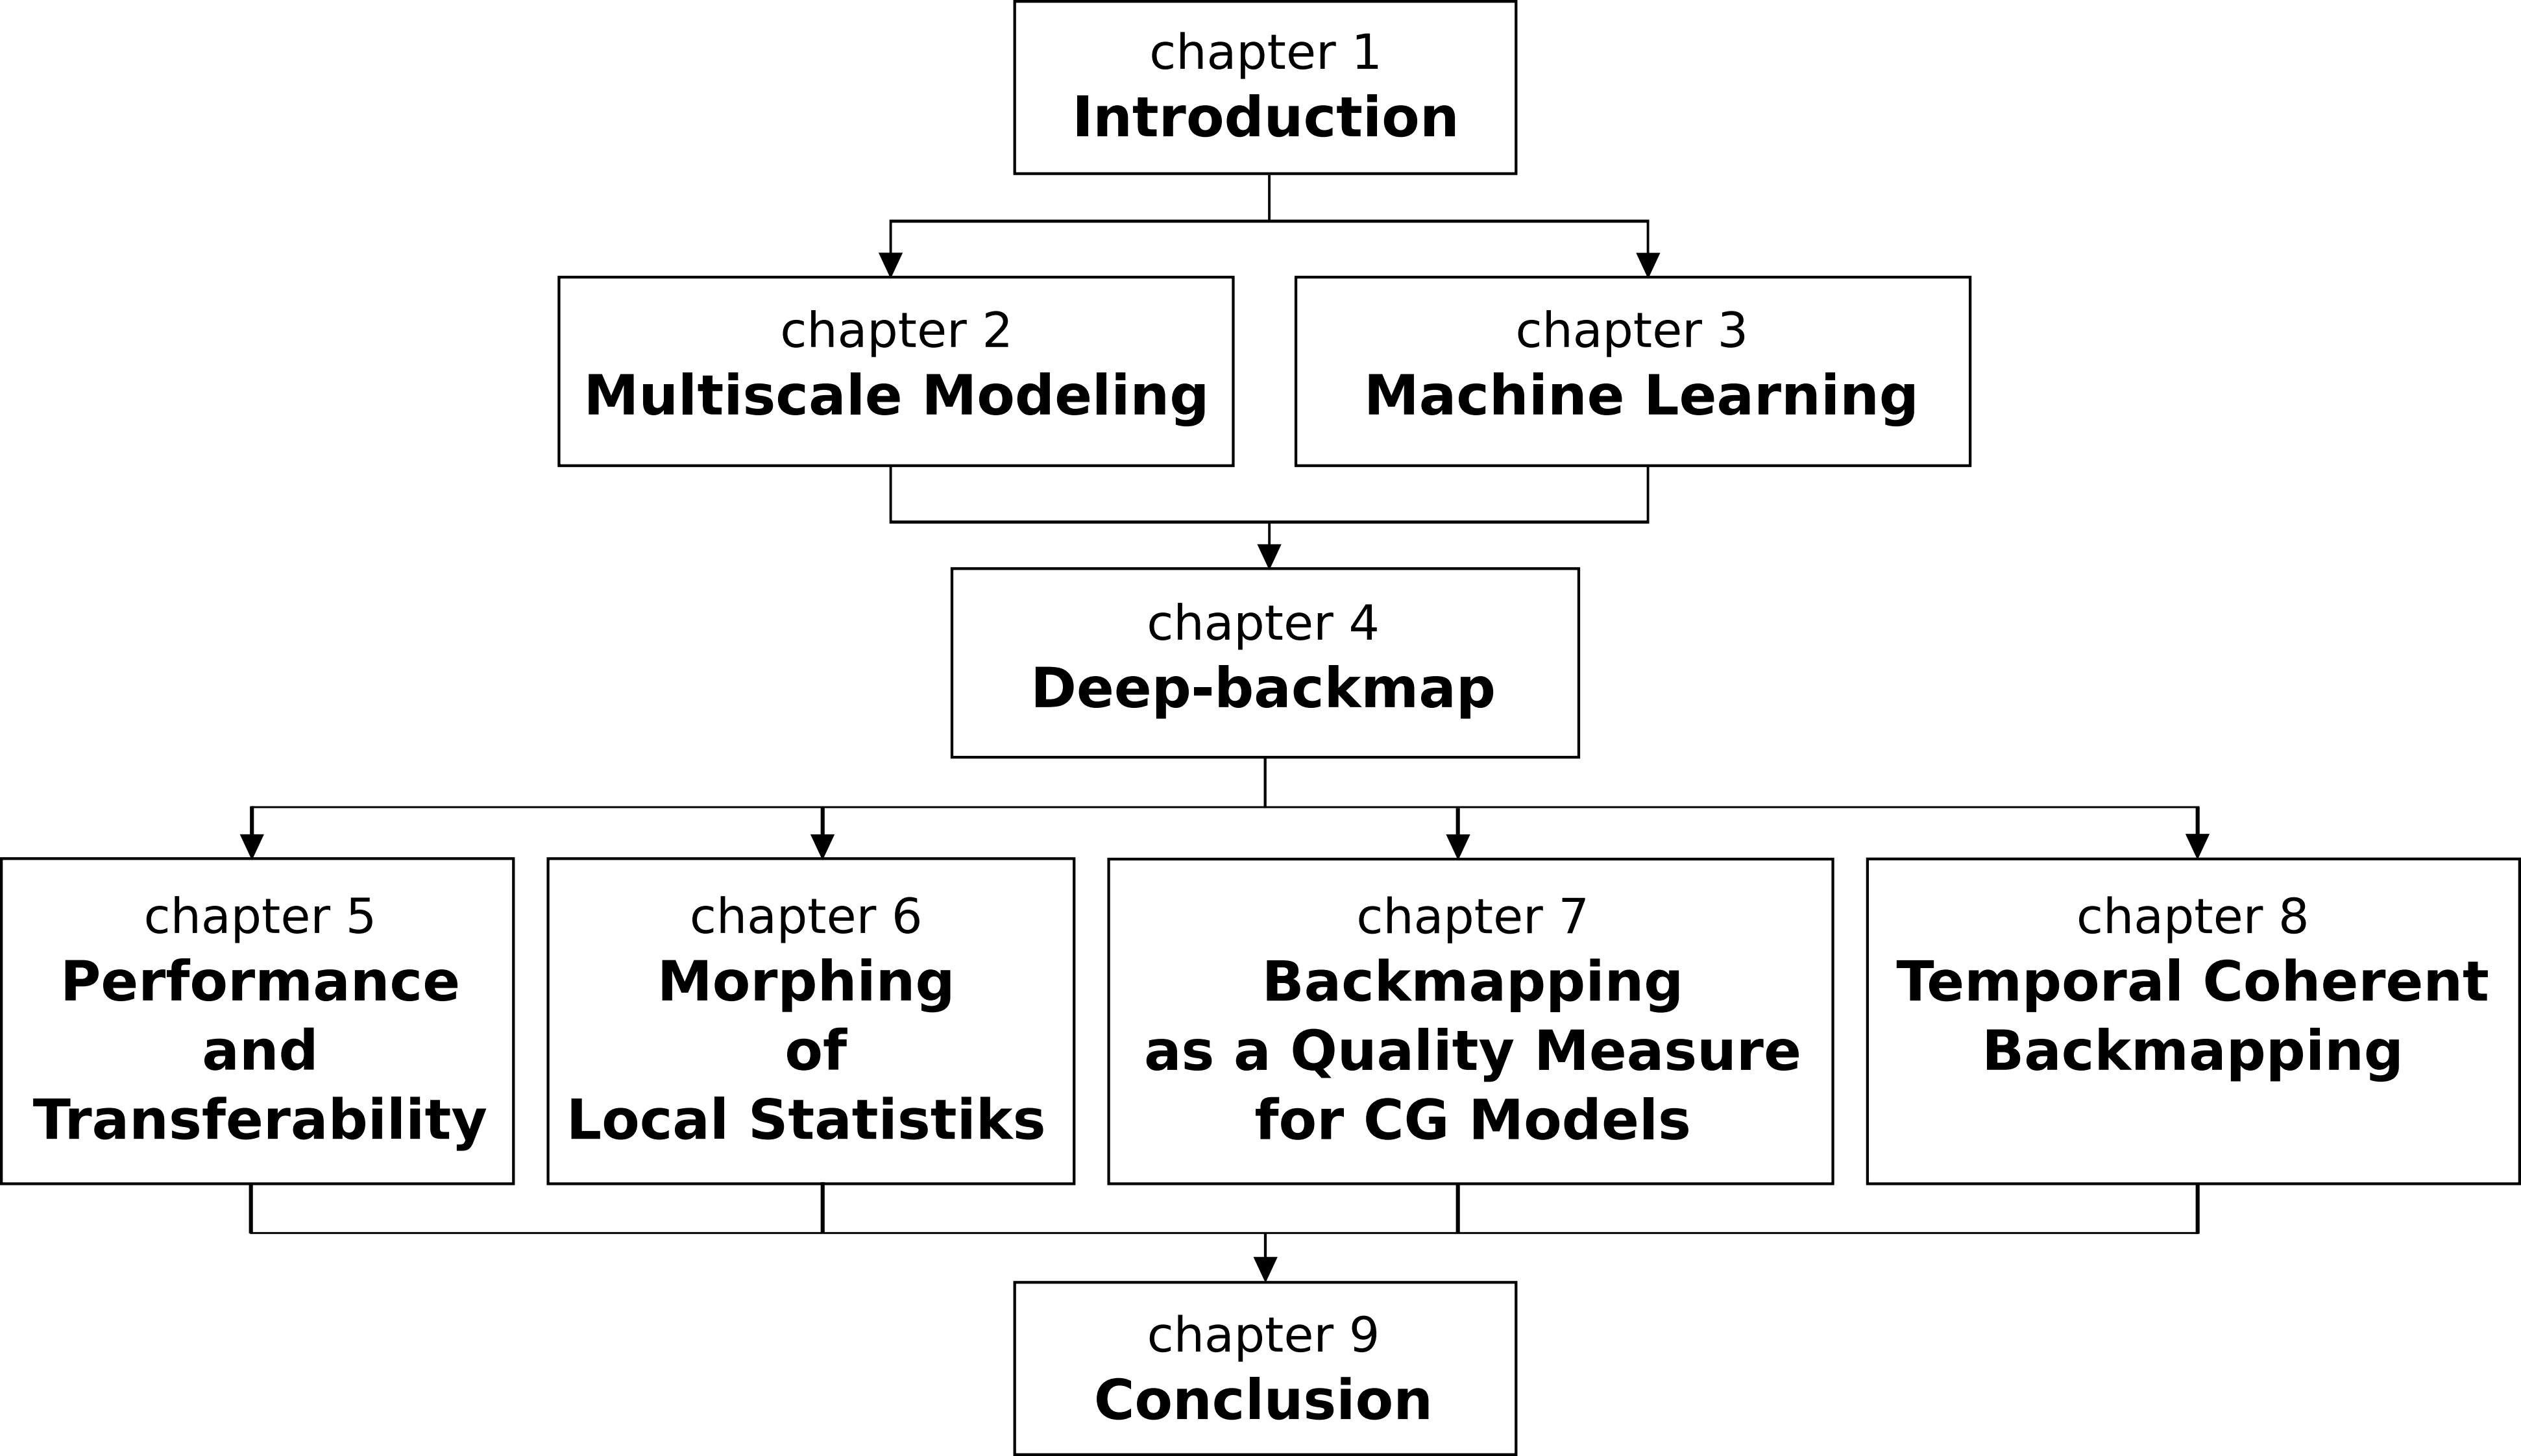 chapter 1
Introduction
chapter 2
Multiscale Modeling
chapter 3
Machine Learning
chapter 4
Deep-backmap
chapter 5
Performance
and
Transferability
chapter 6
Morphing
of
Local Statistiks
chapter 7
Backmapping
as a Quality Measure
for CG Models
chapter 8
Temporal Coherent
Backmapping
chapter 9
Conclusion